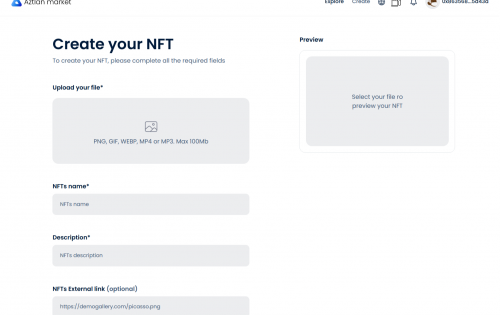 Aztlan market
Explore
Create
Create your NFT
To create your NFT, please complete all the required fields
Upload your file*
PNG, GIF, WEBP, MP4 or MP3. Max 100Mb
NFTs name*
NFTs name
Description*
NFTs description
NFTs External link (optional)
https://demogallery.com/picasso.png
Preview
Select your file ro
preview your NFT